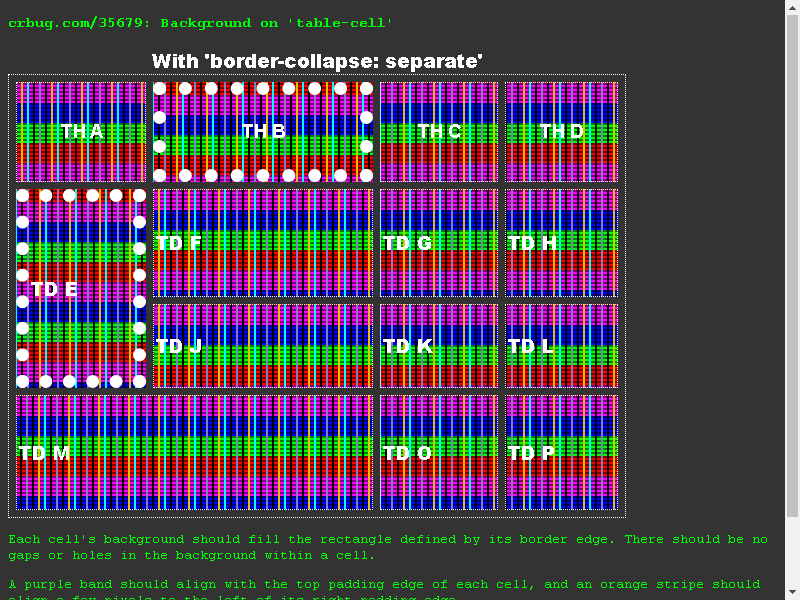 crbug.com/35679: Background on 'table-cell'
With 'border-collapse: separate'
TH A TH B TH C TH D
TD E TD F TD G TD H
TD J TD K TD L
TD M TD O TD P
Each cell's background should fill the rectangle defined by its border edge. There should be no
gaps or holes in the background within a cell.
A purple band should align with the top padding edge of each cell, and an orange stripe should
align a few pixels to the left of its right padding edge.